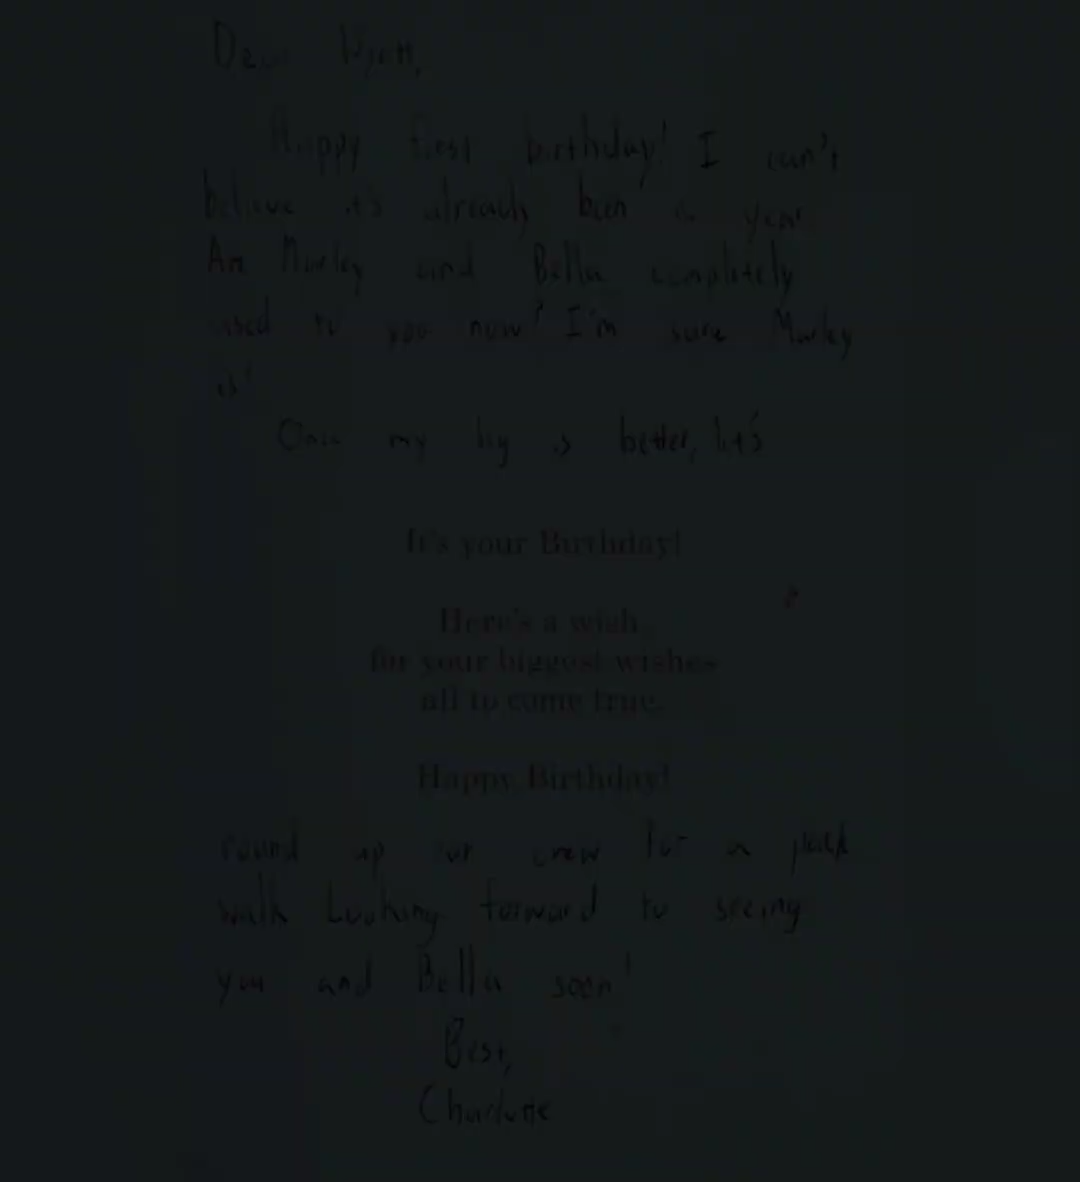 Dear Wyatt,
Happy first birthday! I can't
believe it's already been a year
Are Marley and Bella completely
used to you now? I'm sure Marley
is!
Once my leg is better, let's
It's your Birthday!
Here's a wish
for your biggest wishes
all to come true.
Happy Birthday!
round up our crew for a pack
walk Looking forward to seeing
you and Bella soon!
Best,
Charlotte